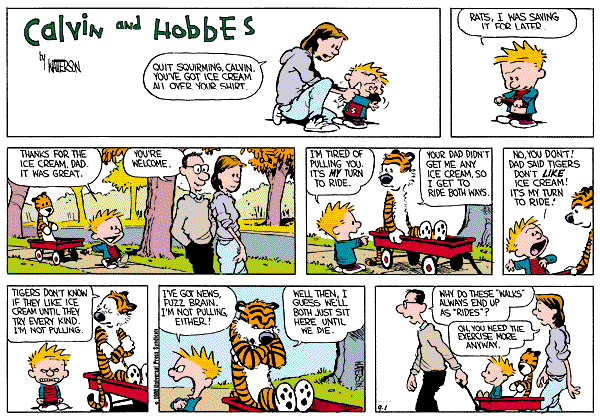 Calvin and Hobbes
by WATTERSON
QUIT SQUIRMING, CALVIN.
YOU'VE GOT ICE CREAM
All OVER YOUR SHIRT.
S
RATS, I WAS SAVING
IT FOR LATER.
THANKS FOR THE
ICE CREAM, DAD.
IT WAS GREAT.
YOU'RE
WELCOME.
I'M TIRED OF
PULLING YOU.
IT'S MY TURN
TO RIDE.
YOUR DAD DIDN'T
GET ME ANY
ICE CREAM, SO
I GET TO
RIDE BOTH WAYS.
NO, YOU DON'T!
DAD SAID TIGERS
DON'T LIKE
ICE CREAM!
IT'S MY TURN
TO RIDE!
TIGERS DON'T KNOW
IF THEY LIKE ICE
CREAM UNTIL THEY
TRY EVERY KIND.
I'M NOT PULLING.
I'VE GOT NEWS,
FUZZ BRAIN.
I'M NOT PULLING,
EITHER!
WELL THEN, I
GUESS WE'LL
BOTH JUST SIT
HERE UNTIL
WE DIE.
WATTERSON
WHY DO THESE "WALKS"
ALWAYS END UP
AS "RIDES"?
OH, YOU NEED THE
EXERCISE MORE
ANYWAY.
9-1